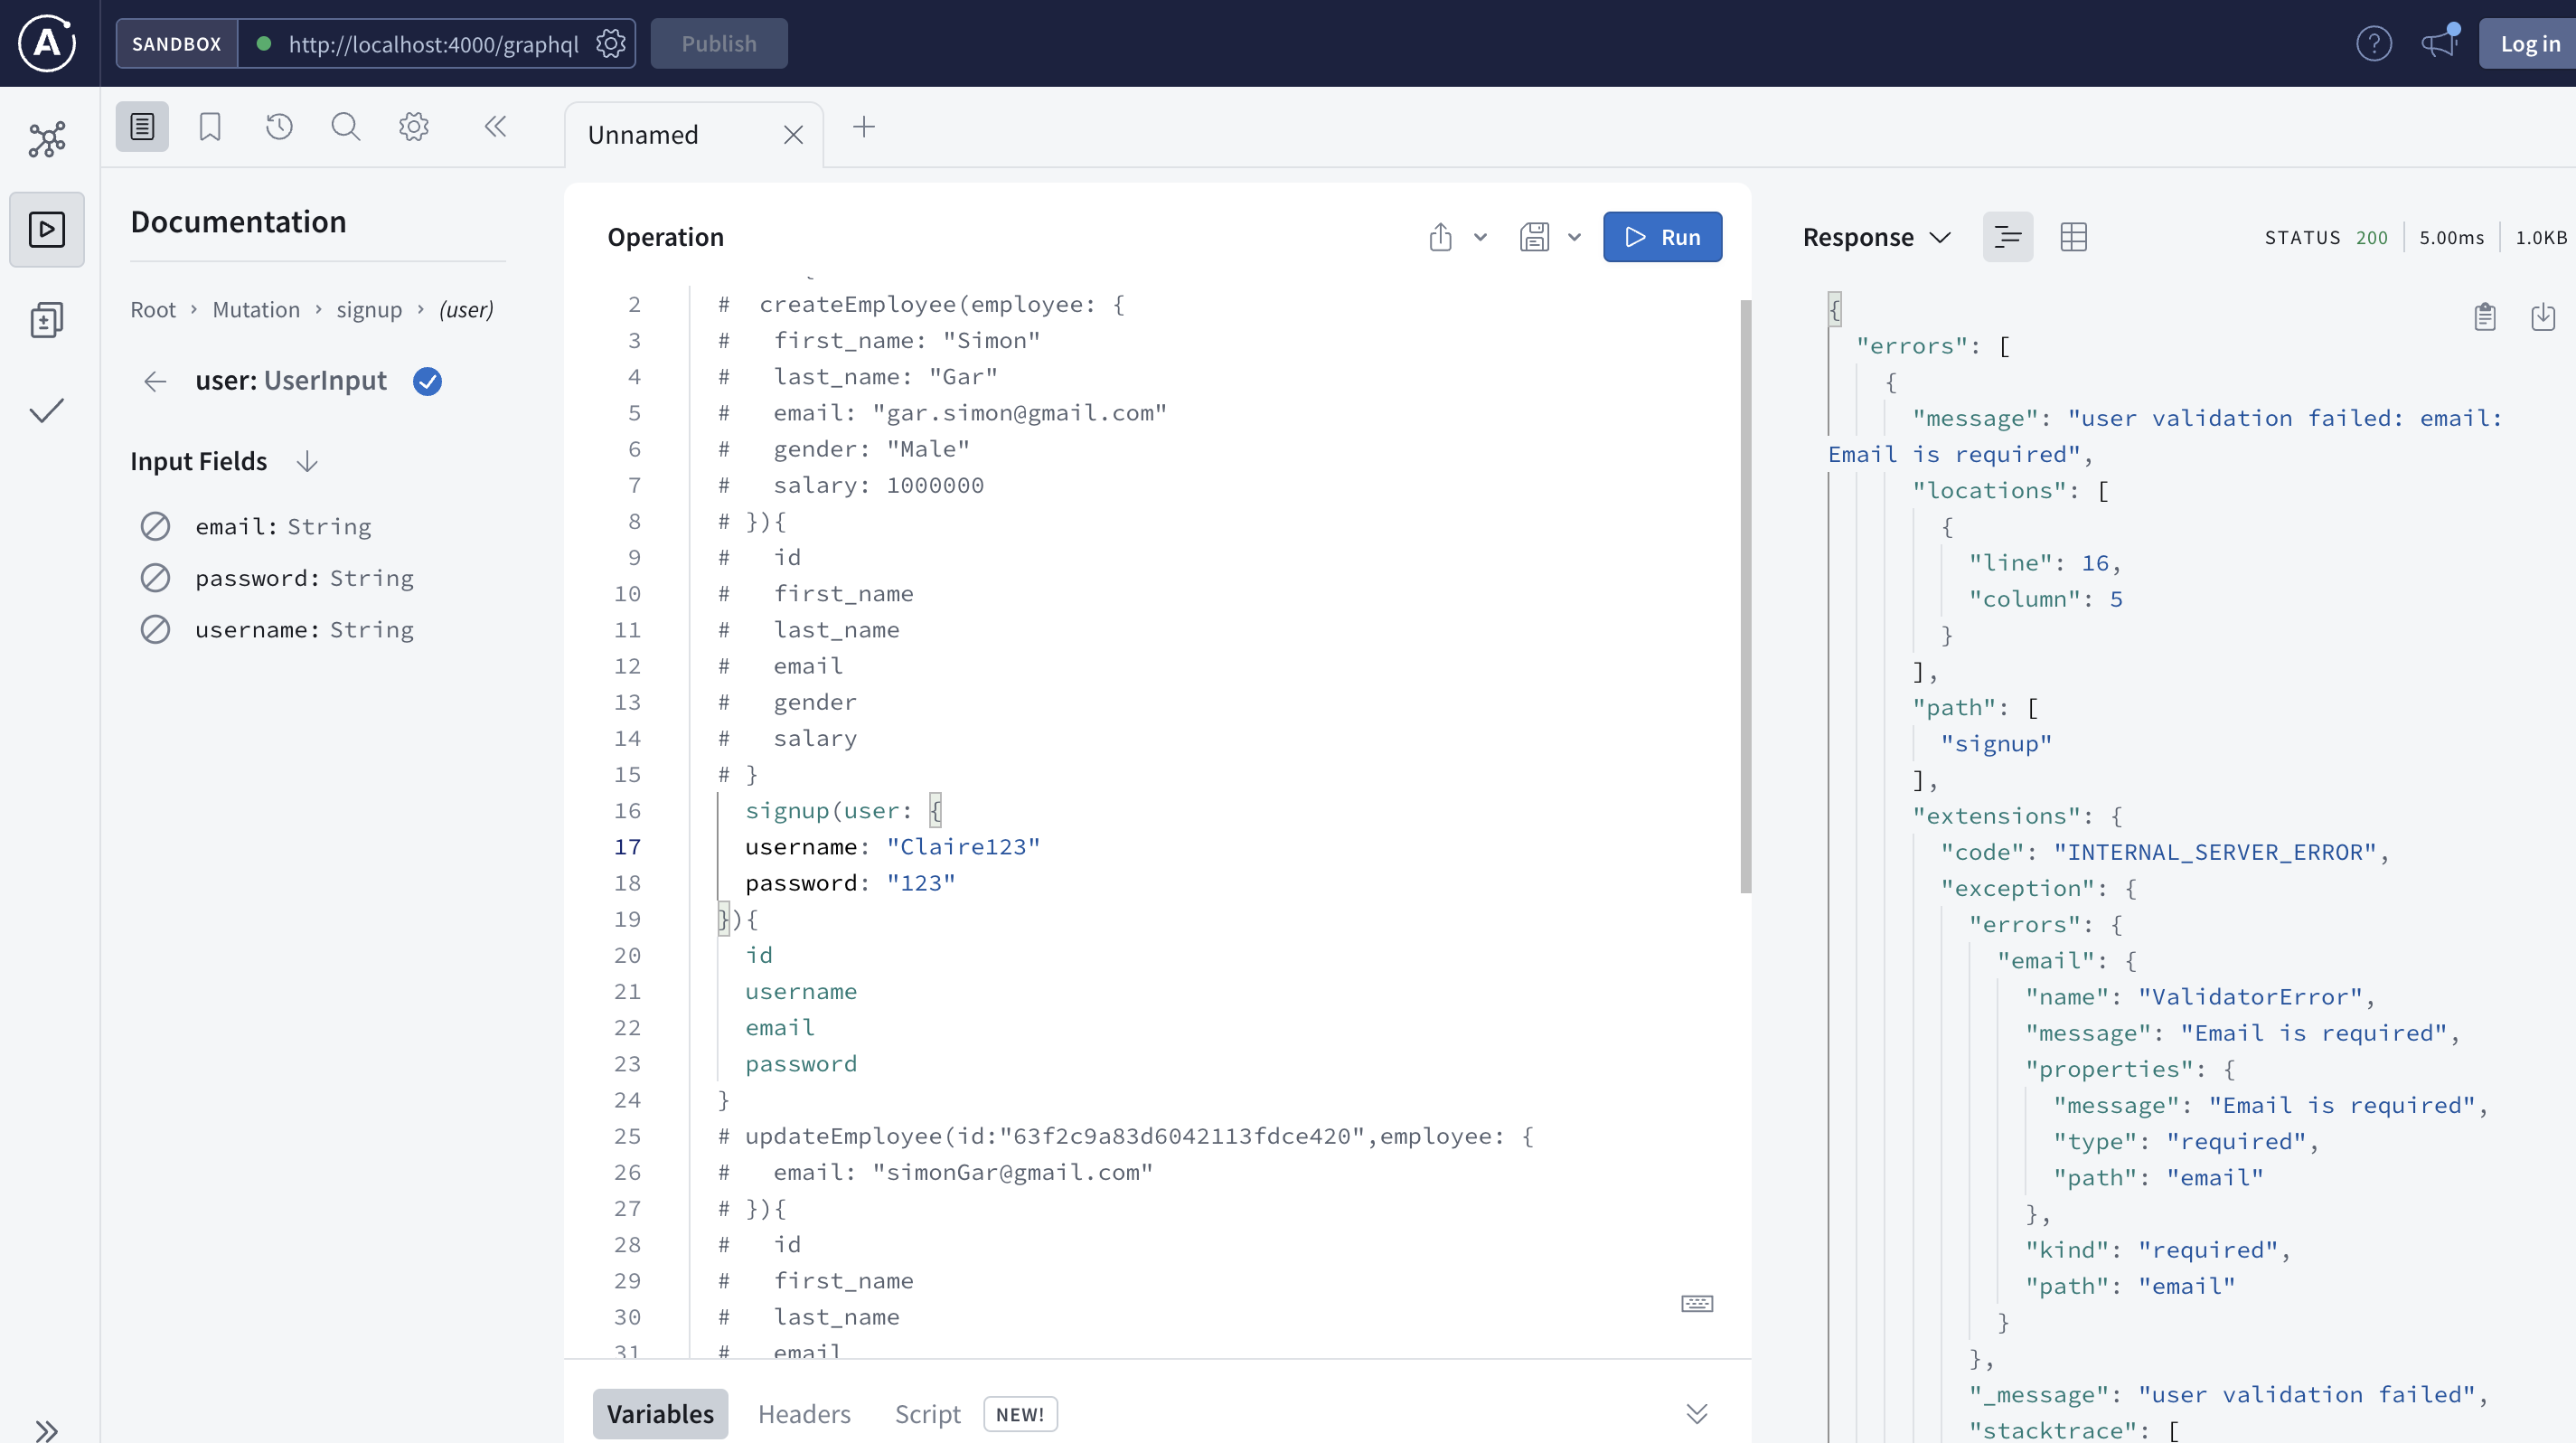 SANDBOX http://localhost:4000/graphql Publish Log in
Unnamed
Documentation
Root > Mutation > signup > (user)
user: UserInput
Input Fields
email: String
password: String
username: String
Operation
Run
2 #  createEmployee(employee: {
3 #   first_name: "Simon"
4 #   last_name: "Gar"
5 #   email: "gar.simon@gmail.com"
6 #   gender: "Male"
7 #   salary: 1000000
8 # }){
9 #   id
10 #   first_name
11 #   last_name
12 #   email
13 #   gender
14 #   salary
15 # }
16   signup(user: {
17   username: "Claire123"
18   password: "123"
19 }){
20   id
21   username
22   email
23   password
24 }
25 # updateEmployee(id:"63f2c9a83d6042113fdce420",employee: {
26 #   email: "simonGar@gmail.com"
27 # }){
28 #   id
29 #   first_name
30 #   last_name
31 #   email
Variables Headers Script NEW!
Response STATUS 200 5.00ms 1.0KB
{
"errors": [
{
"message": "user validation failed: email:
Email is required",
"locations": [
{
"line": 16,
"column": 5
}
],
"path": [
"signup"
],
"extensions": {
"code": "INTERNAL_SERVER_ERROR",
"exception": {
"errors": {
"email": {
"name": "ValidatorError",
"message": "Email is required",
"properties": {
"message": "Email is required",
"type": "required",
"path": "email"
},
"kind": "required",
"path": "email"
}
},
"_message": "user validation failed",
"stacktrace": [